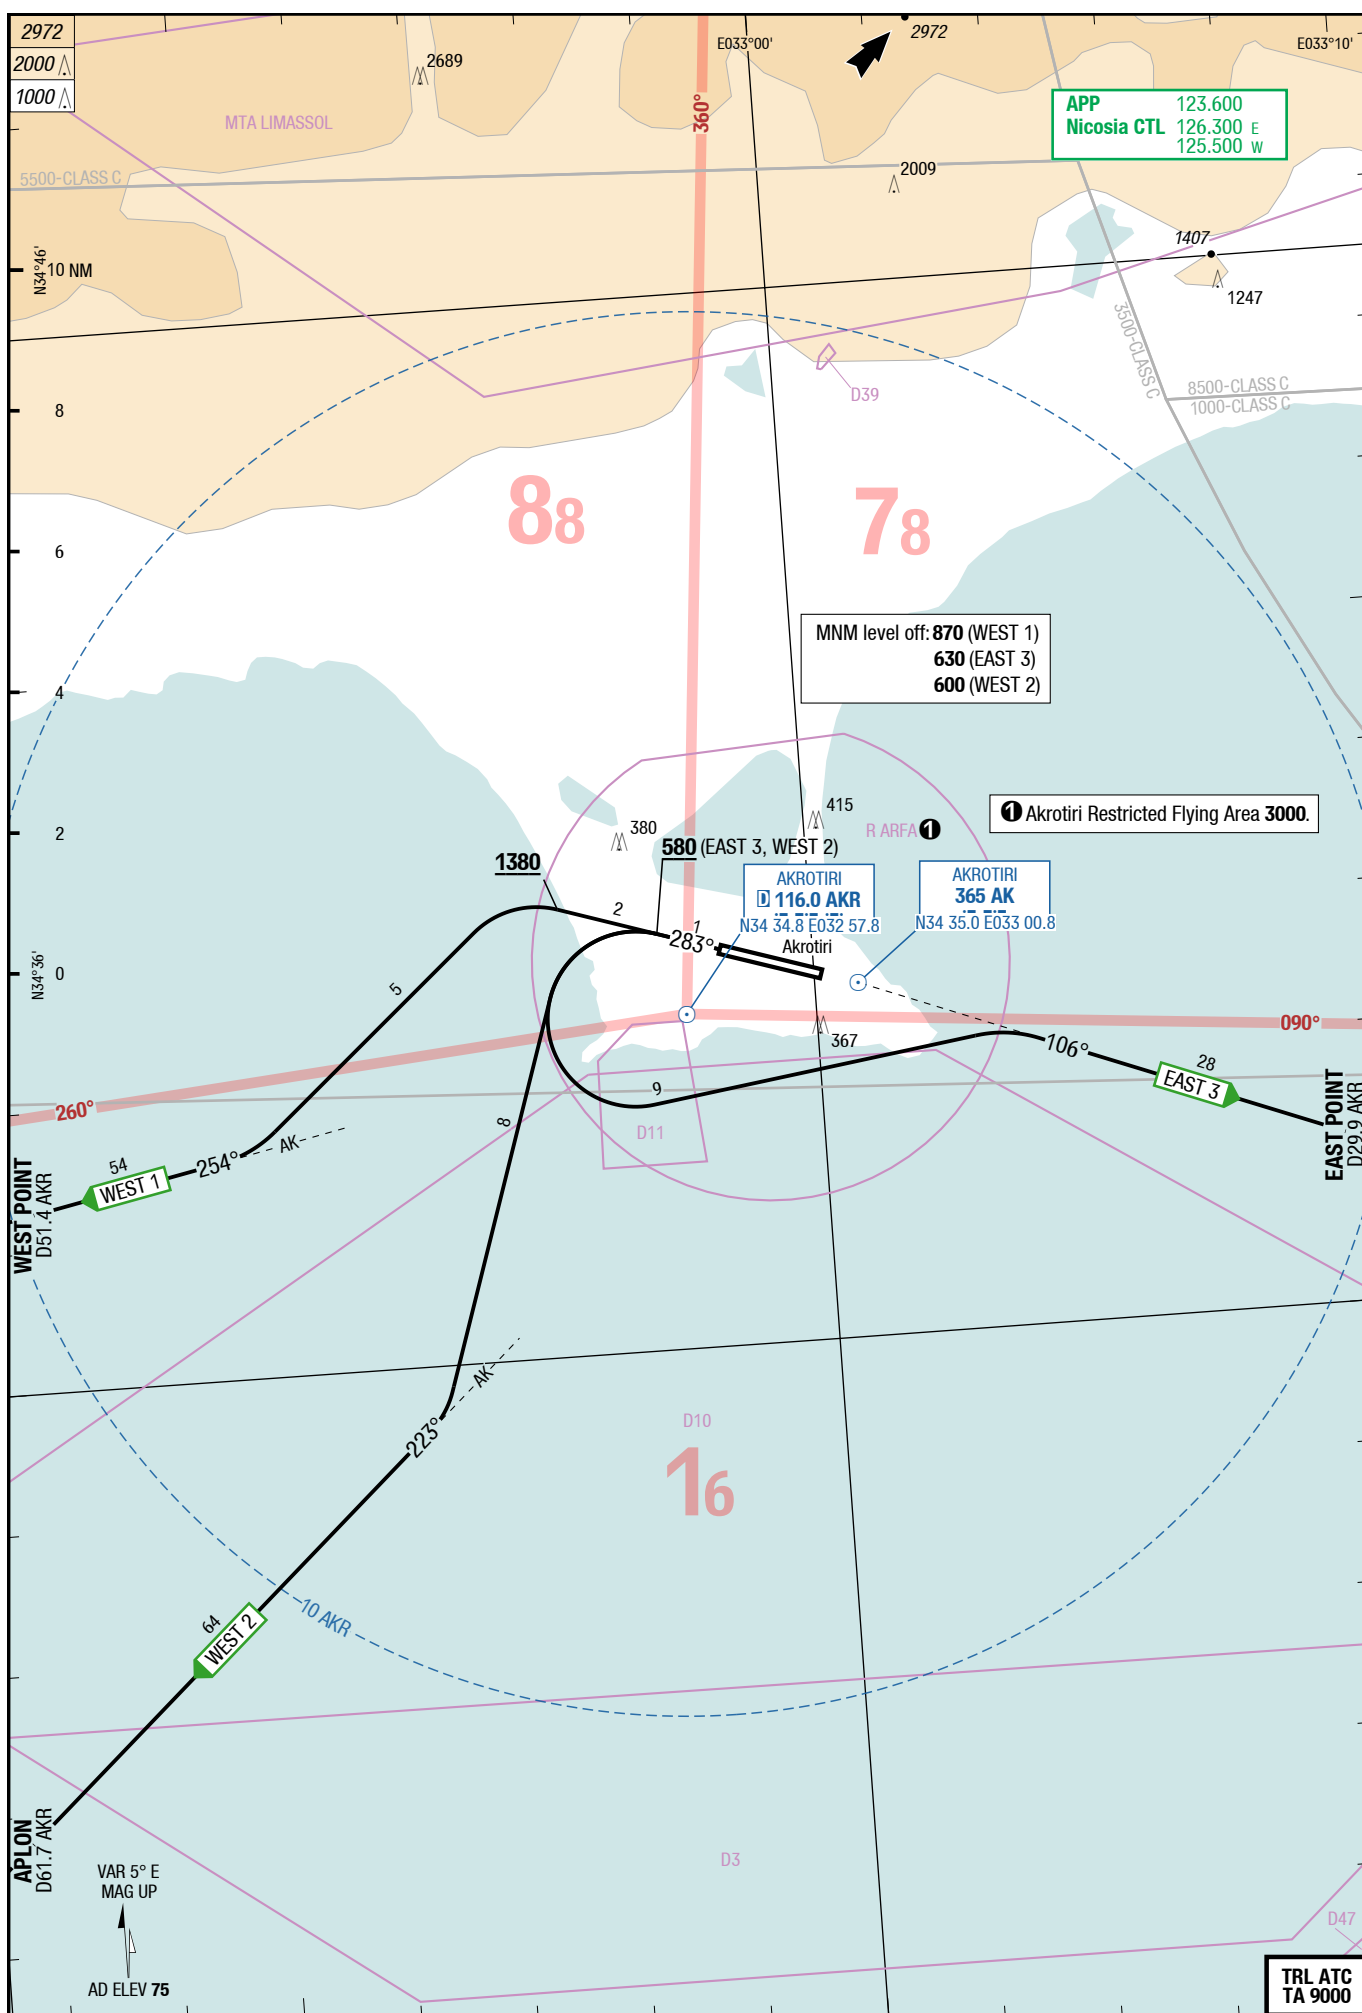 2972
2000
1000
2689
MTA LIMASSOL
360°
E033°00'
2972
E033°10'
APP 123.600
Nicosia CTL 126.300 E
125.500 W
5500-CLASS C
2009
N34°46'
10 NM
1407
1247
3500-CLASS C
8500-CLASS C
1000-CLASS C
D39
8
88
78
6
MNM level off: 870 (WEST 1)
630 (EAST 3)
600 (WEST 2)
4
❶ Akrotiri Restricted Flying Area 3000.
2
380
415
R ARFA ❶
580 (EAST 3, WEST 2)
1380
AKROTIRI
D 116.0 AKR
N34 34.8 E032 57.8
AKROTIRI
365 AK
N34 35.0 E033 00.8
2
1
283°
Akrotiri
N34°36'
0
5
367
090°
106°
28
EAST 3
EAST POINT
D29.9 AKR
260°
9
8
D11
AK
254°
54
WEST 1
WEST POINT
D51.4 AKR
AK
223°
D10
16
10 AKR
64
WEST 2
APLON
D61.7 AKR
D3
VAR 5° E
MAG UP
AD ELEV 75
D47
TRL ATC
TA 9000